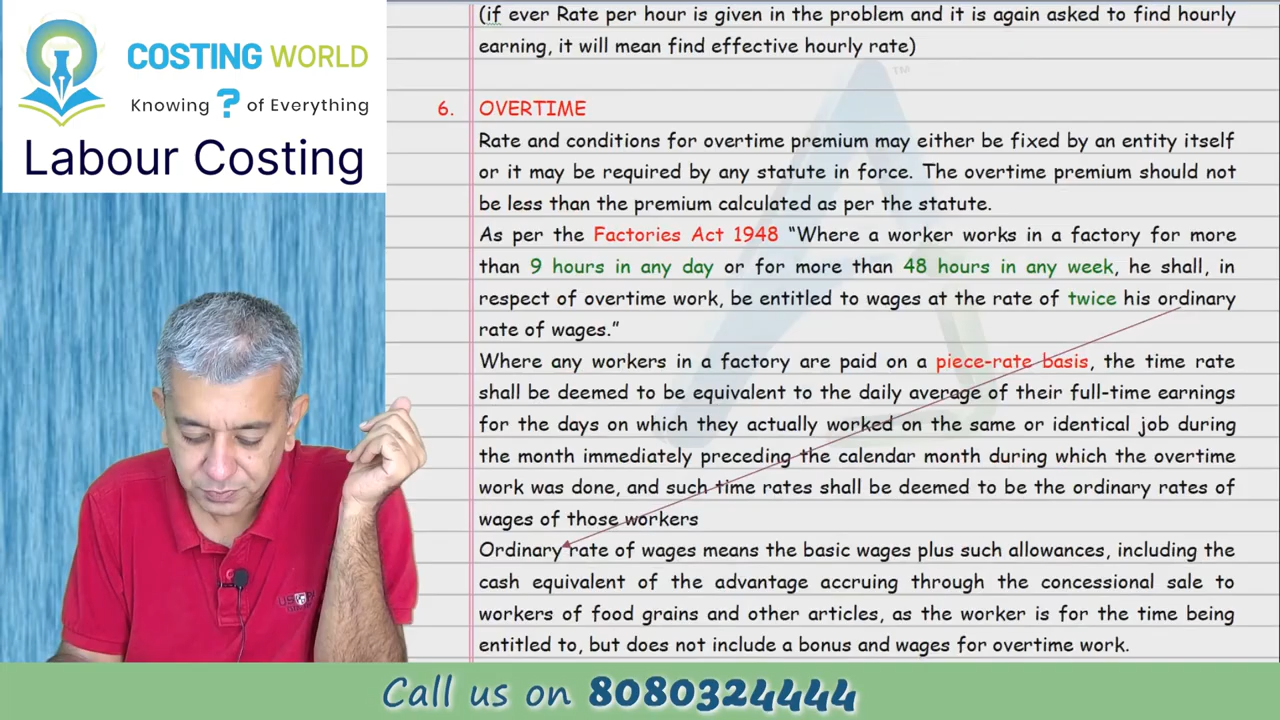 COSTING WORLD
Knowing ? of Everything
Labour Costing
(if ever Rate per hour is given in the problem and it is again asked to find hourly
earning, it will mean find effective hourly rate)
TM
6. OVERTIME
Rate and conditions for overtime premium may either be fixed by an entity itself
or it may be required by any statute in force. The overtime premium should not
be less than the premium calculated as per the statute.
As per the Factories Act 1948 “Where a worker works in a factory for more
than 9 hours in any day or for more than 48 hours in any week, he shall, in
respect of overtime work, be entitled to wages at the rate of twice his ordinary
rate of wages.”
Where any workers in a factory are paid on a piece-rate basis, the time rate
shall be deemed to be equivalent to the daily average of their full-time earnings
for the days on which they actually worked on the same or identical job during
the month immediately preceding the calendar month during which the overtime
work was done, and such time rates shall be deemed to be the ordinary rates of
wages of those workers
Ordinary rate of wages means the basic wages plus such allowances, including the
cash equivalent of the advantage accruing through the concessional sale to
workers of food grains and other articles, as the worker is for the time being
entitled to, but does not include a bonus and wages for overtime work.
Call us on 8080324444